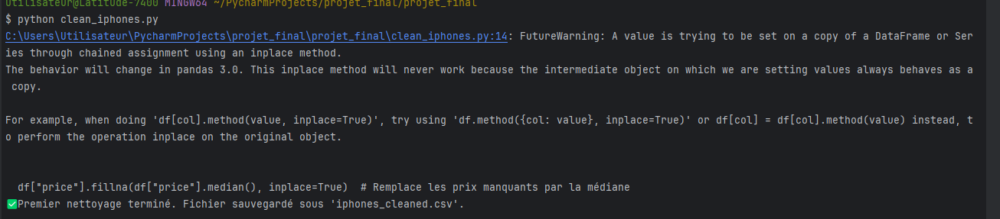 Utilisateur@Latitude-7400 MINGW64 ~/PycharmProjects/projet_final/projet_final
$ python clean_iphones.py
C:\Users\Utilisateur\PycharmProjects\projet_final\projet_final\clean_iphones.py:14: FutureWarning: A value is trying to be set on a copy of a DataFrame or Ser
ies through chained assignment using an inplace method.
The behavior will change in pandas 3.0. This inplace method will never work because the intermediate object on which we are setting values always behaves as a
 copy.
For example, when doing 'df[col].method(value, inplace=True)', try using 'df.method({col: value}, inplace=True)' or df[col] = df[col].method(value) instead, t
o perform the operation inplace on the original object.
  df["price"].fillna(df["price"].median(), inplace=True)  # Remplace les prix manquants par la médiane
✅Premier nettoyage terminé. Fichier sauvegardé sous 'iphones_cleaned.csv'.